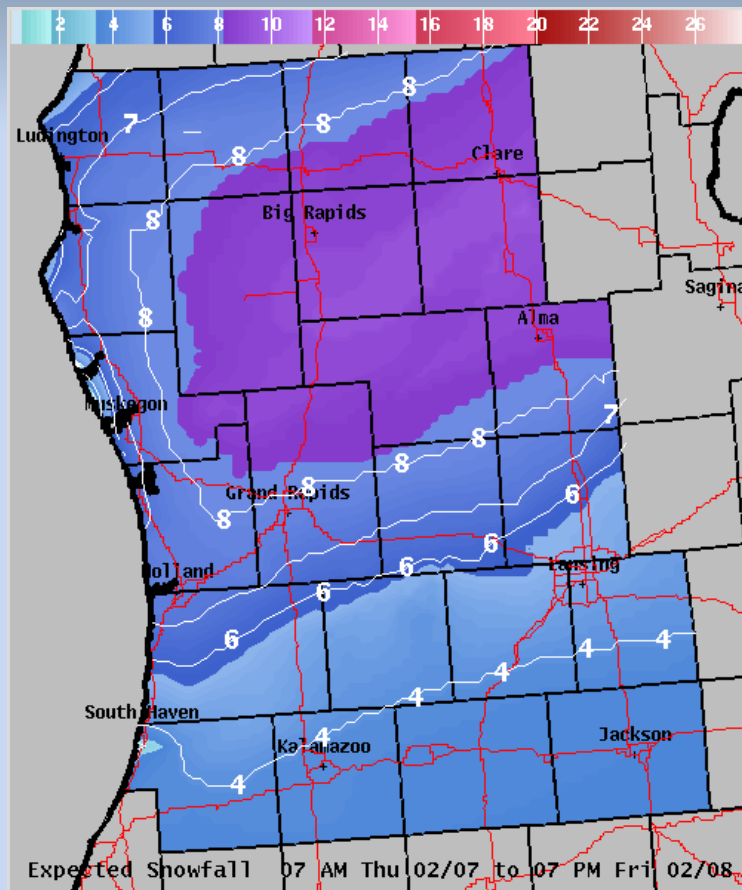 2 4 6 8 10 12 14 16 18 20 22 24 26 28
8
7
8
Ludington
8
Clare
8
Big Rapids
Sagina
8
Alma
Muskegon
7
8
8
8
Grand Rapids
6
8
6
Lansing
6
Holland
6
6
4
4
4
4
South Haven
4
Jackson
Kalamazoo
4
Expected Snowfall 07 AM Thu 02/07 to 07 PM Fri 02/08